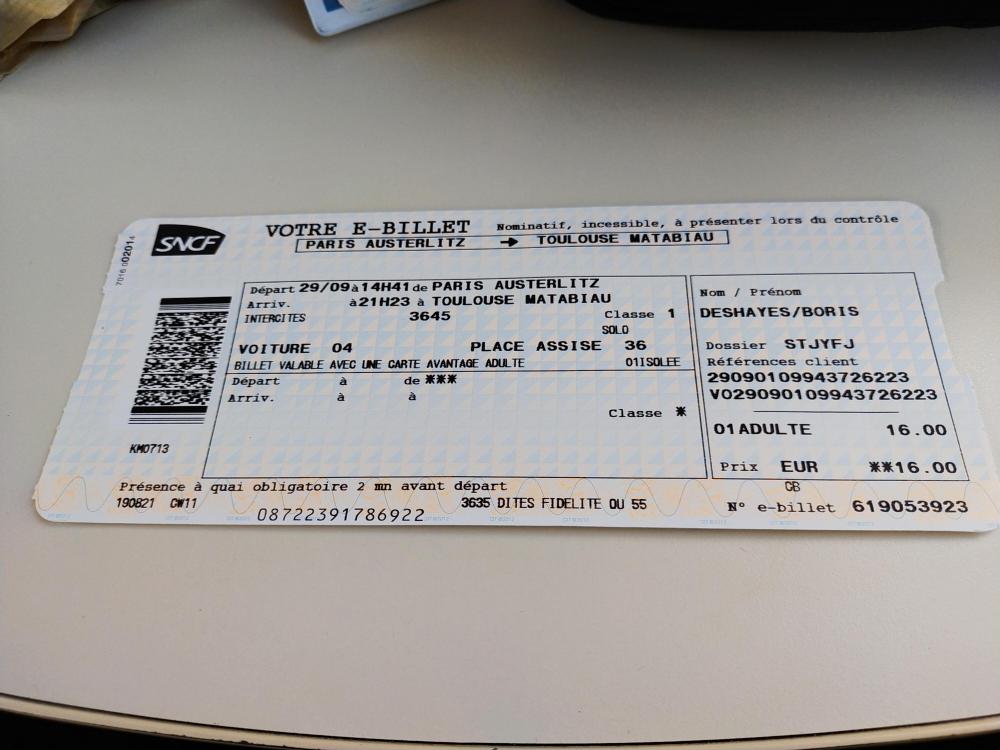 SNCF
VOTRE E-BILLET Nominatif, incessible, à présenter lors du contrôle
PARIS AUSTERLITZ → TOULOUSE MATABIAU
Départ 29/09 à 14H41 de PARIS AUSTERLITZ
Arriv. à 21H23 à TOULOUSE MATABIAU
INTERCITES 3645 Classe 1
SOLO
VOITURE 04 PLACE ASSISE 36
BILLET VALABLE AVEC UNE CARTE AVANTAGE ADULTE 01ISOLEE
Départ à de ***
Arriv. à à
Classe *
Nom / Prénom
DESHAYES/BORIS
Dossier STJYFJ
Références client
29090109943726223
V029090109943726223
01ADULTE 16.00
Prix EUR **16.00
CB
KM0713
Présence à quai obligatoire 2 mn avant départ
190821 CW11 3635 DITES FIDELITE OU 55
08722391786922
N° e-billet 619053923